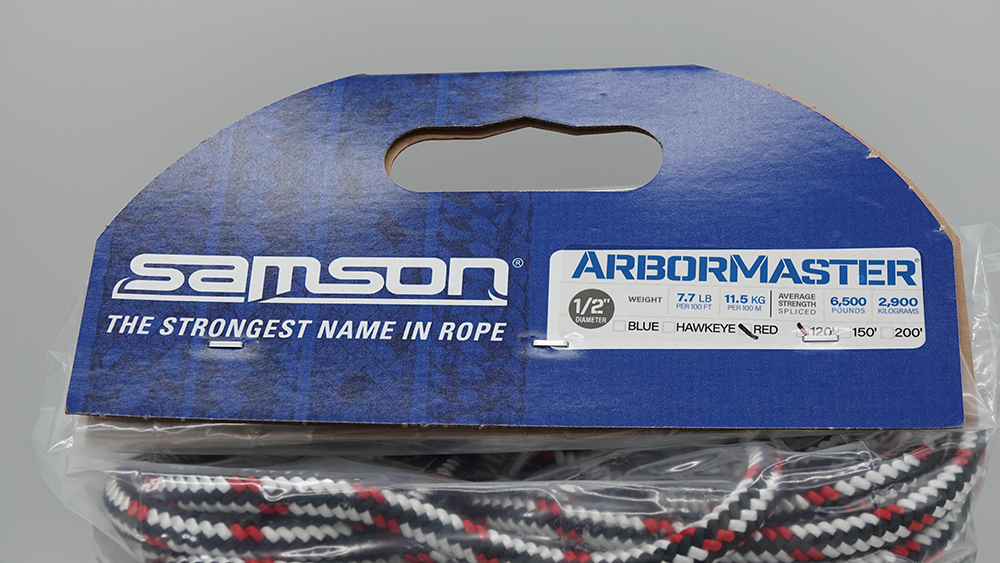 samson®
THE STRONGEST NAME IN ROPE
ARBORMASTER®
1/2" DIAMETER
WEIGHT 7.7 LB PER 100 FT 11.5 KG PER 100 M AVERAGE STRENGTH SPLICED 6,500 POUNDS 2,900 KILOGRAMS
BLUE HAWKEYE RED 120' 150' 200'